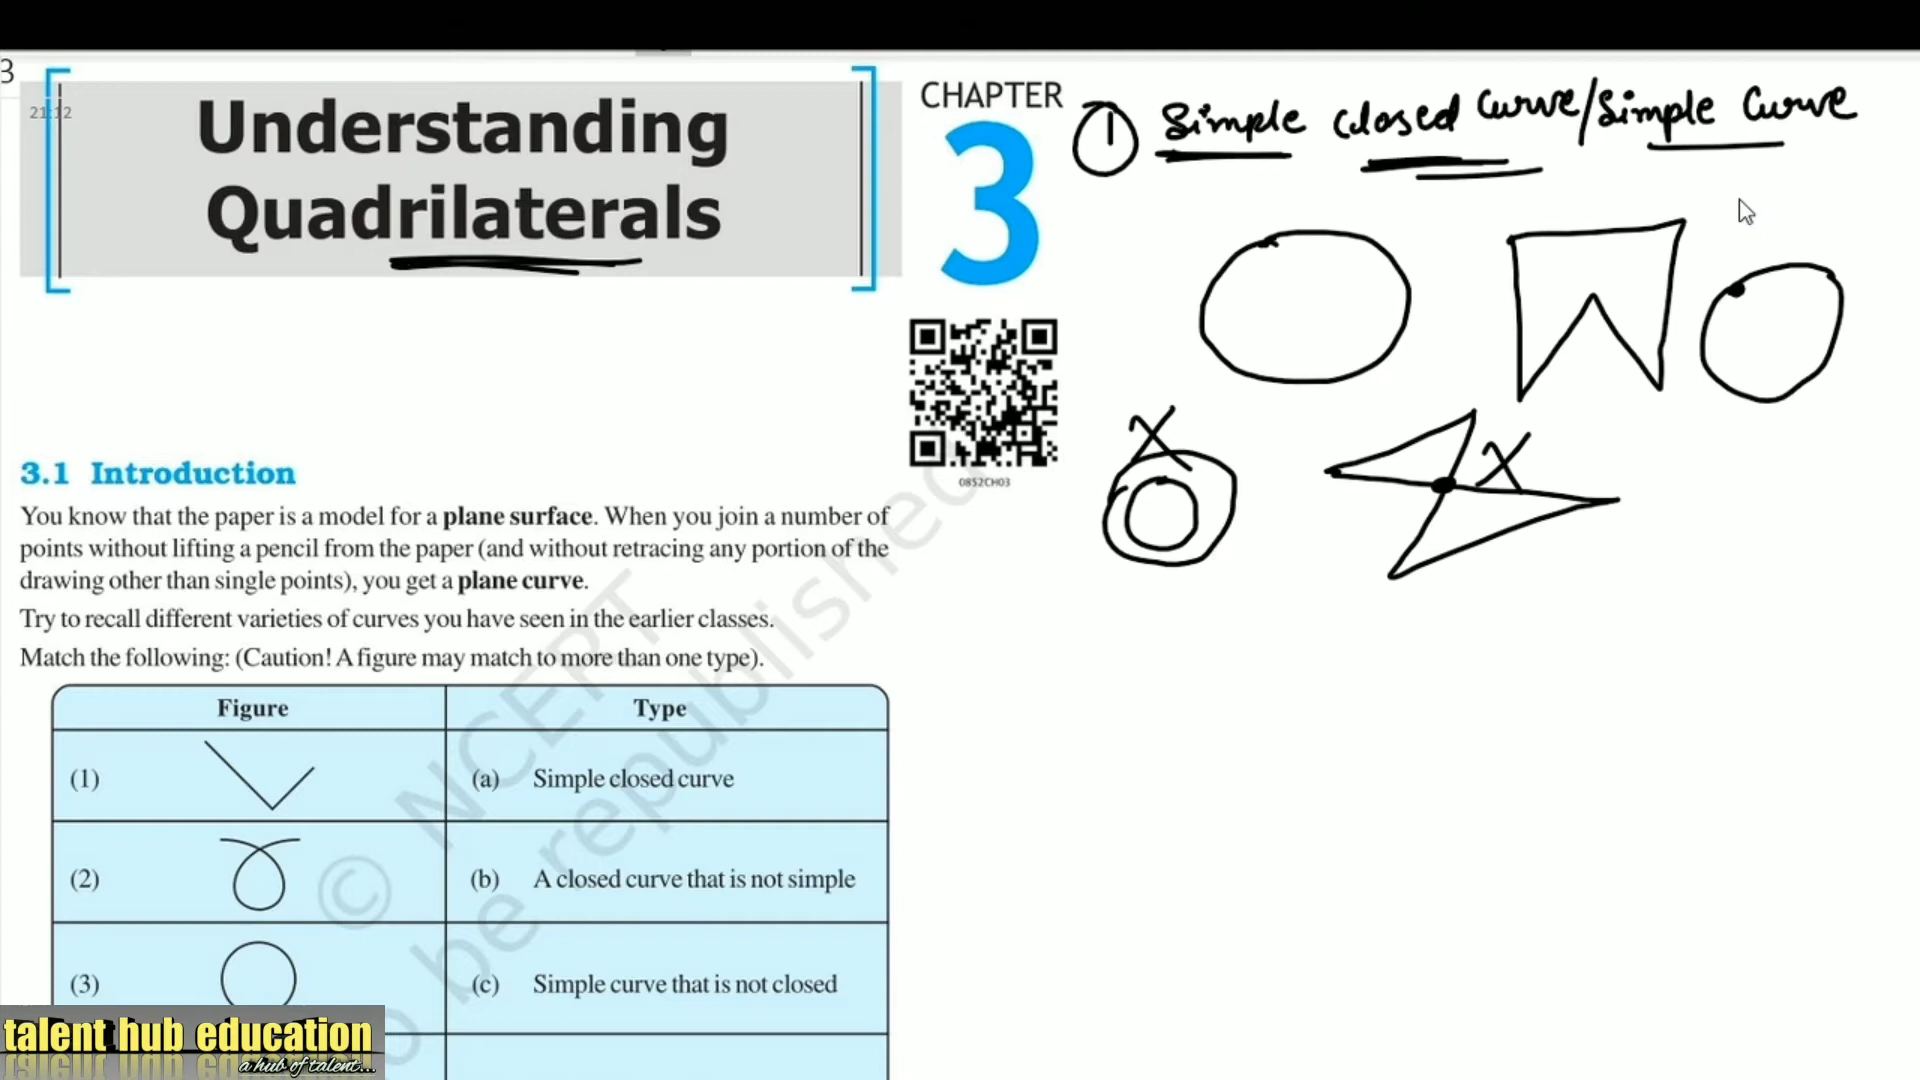 3
21:12
Understanding
Quadrilaterals
CHAPTER
3
0852CH03
① Simple closed curve/Simple Curve
X
X
3.1 Introduction
You know that the paper is a model for a plane surface. When you join a number of
points without lifting a pencil from the paper (and without retracing any portion of the
drawing other than single points), you get a plane curve.
Try to recall different varieties of curves you have seen in the earlier classes.
Match the following: (Caution! A figure may match to more than one type).
Figure Type
(1) (a) Simple closed curve
(2) (b) A closed curve that is not simple
(3) (c) Simple curve that is not closed
© NCERT
o be republished
talent hub education
a hub of talent...